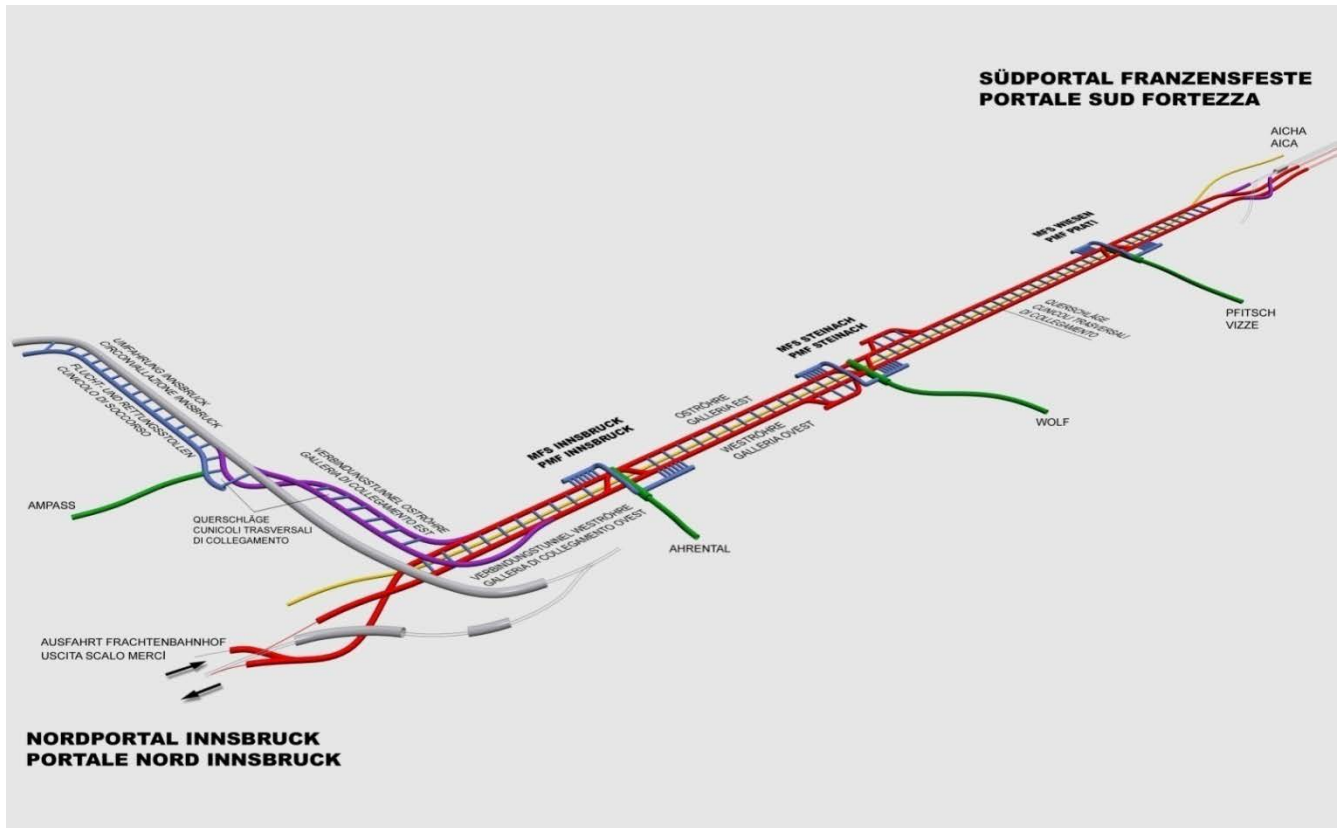 SÜDPORTAL FRANZENSFESTE
PORTALE SUD FORTEZZA
AICHA
AICA
MFS WIESEN
PMF PRATI
PFITSCH
VIZZE
QUERSCHLÄGE
CUNICOLI TRASVERSALI
DI COLLEGAMENTO
MFS STEINACH
PMF STEINACH
WOLF
OSTRÖHRE
GALLERIA EST
WESTRÖHRE
GALLERIA OVEST
MFS INNSBRUCK
PMF INNSBRUCK
AHRENTAL
UMFAHRUNG INNSBRUCK
CIRCONVALLAZIONE INNSBRUCK
FLUCHT- UND RETTUNGSSTOLLEN
CUNICOLO DI SOCCORSO
VERBINDUNGSTUNNEL OSTRÖHRE
GALLERIA DI COLLEGAMENTO EST
AMPASS
QUERSCHLÄGE
CUNICOLI TRASVERSALI
DI COLLEGAMENTO
VERBINDUNGSTUNNEL WESTRÖHRE
GALLERIA DI COLLEGAMENTO OVEST
AUSFAHRT FRACHTENBAHNHOF
USCITA SCALO MERCÍ
NORDPORTAL INNSBRUCK
PORTALE NORD INNSBRUCK